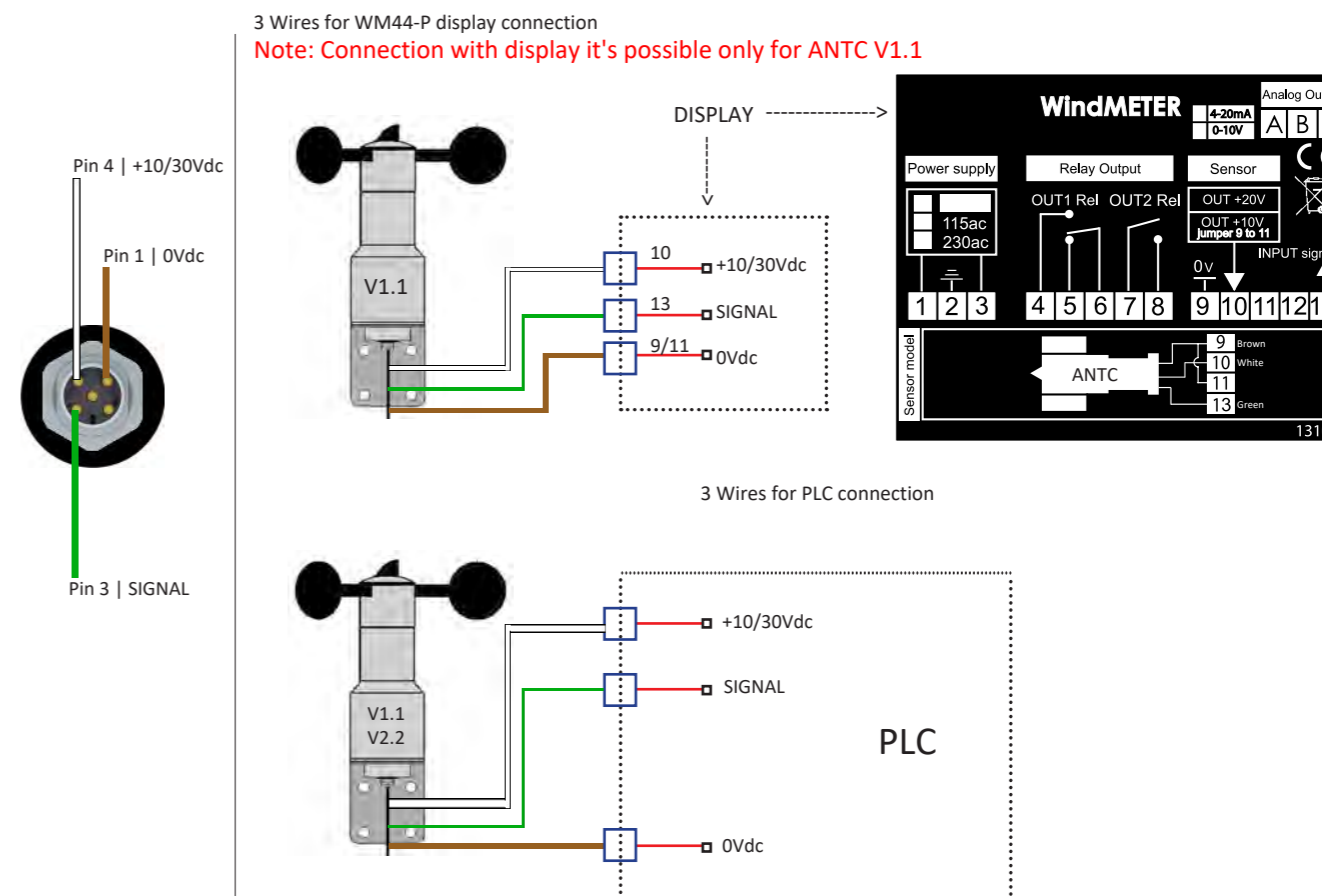 3 Wires for WM44-P display connection
Note: Connection with display it's possible only for ANTC V1.1
Pin 4 | +10/30Vdc
Pin 1 | 0Vdc
Pin 3 | SIGNAL
DISPLAY
V1.1
10
+10/30Vdc
13
SIGNAL
9/11
0Vdc
WindMETER
4-20mA
0-10V
Analog Ou
A B
Power supply
115ac
230ac
Relay Output
OUT1 Rel OUT2 Rel
Sensor
OUT +20V
OUT +10V
jumper 9 to 11
INPUT sign
0v
1 2 3 4 5 6 7 8 9 10 11 12 1
Sensor model
ANTC
9 Brown
10 White
11
13 Green
131
3 Wires for PLC connection
V1.1
V2.2
+10/30Vdc
SIGNAL
PLC
0Vdc